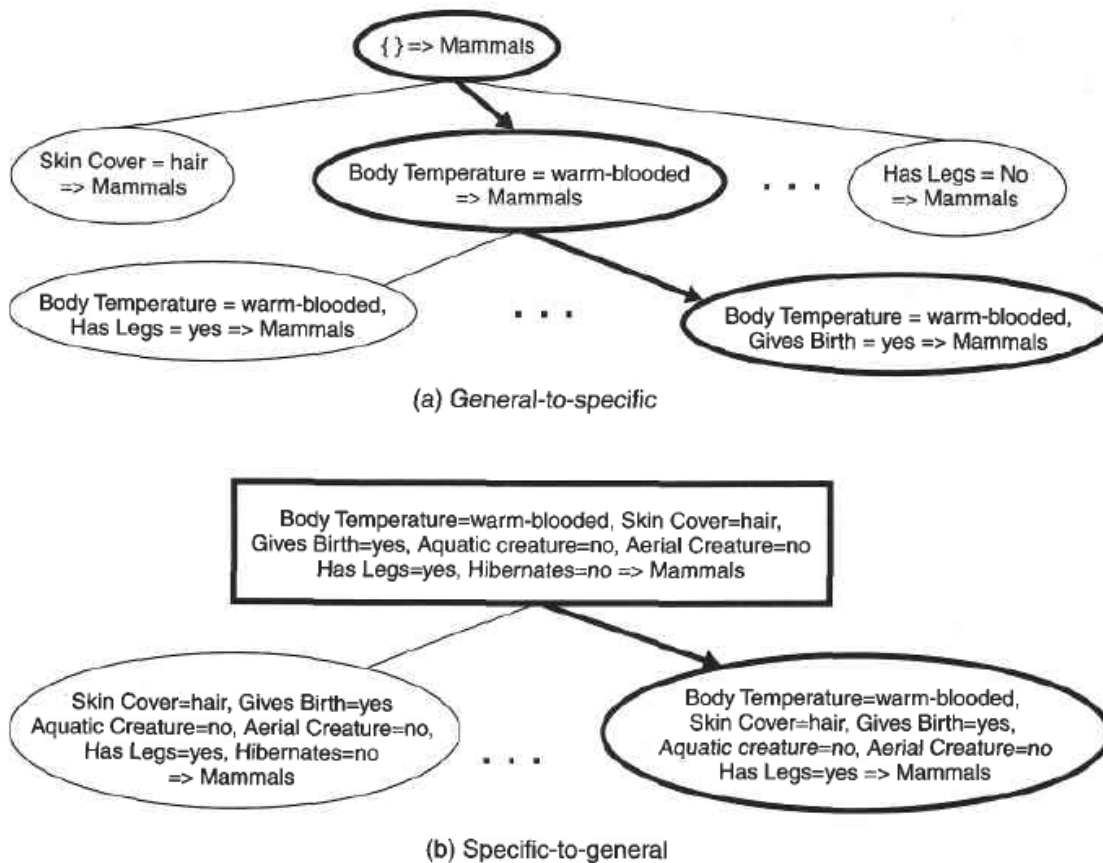 { } => Mammals
Skin Cover = hair
=> Mammals
Body Temperature = warm-blooded
=> Mammals
. . .
Has Legs = No
=> Mammals
Body Temperature = warm-blooded,
Has Legs = yes => Mammals
. . .
Body Temperature = warm-blooded,
Gives Birth = yes => Mammals
(a) General-to-specific
Body Temperature=warm-blooded, Skin Cover=hair,
Gives Birth=yes, Aquatic creature=no, Aerial Creature=no
Has Legs=yes, Hibernates=no => Mammals
Skin Cover=hair, Gives Birth=yes
Aquatic Creature=no, Aerial Creature=no,
Has Legs=yes, Hibernates=no
=> Mammals
. . .
Body Temperature=warm-blooded,
Skin Cover=hair, Gives Birth=yes,
Aquatic creature=no, Aerial Creature=no
Has Legs=yes => Mammals
(b) Specific-to-general